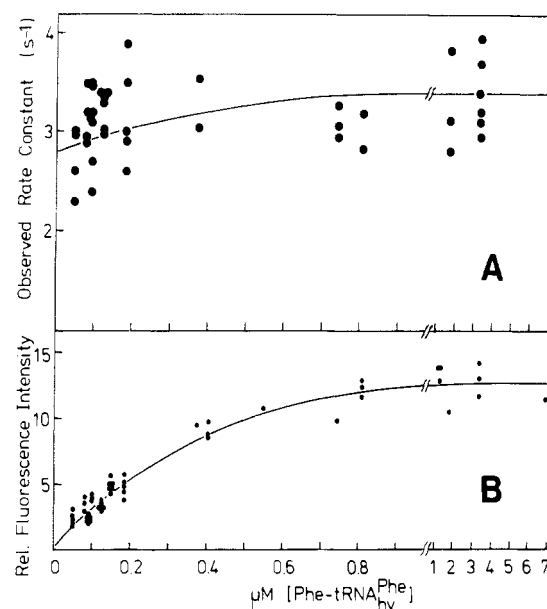 Observed Rate Constant (s⁻¹)
4
3
2
A
Rel. Fluorescence Intensity
15
10
5
B
0 0.2 0.4 0.6 0.8 1 2 3 4 5 6 7
μM [Phe-tRNA^Phe_hy]